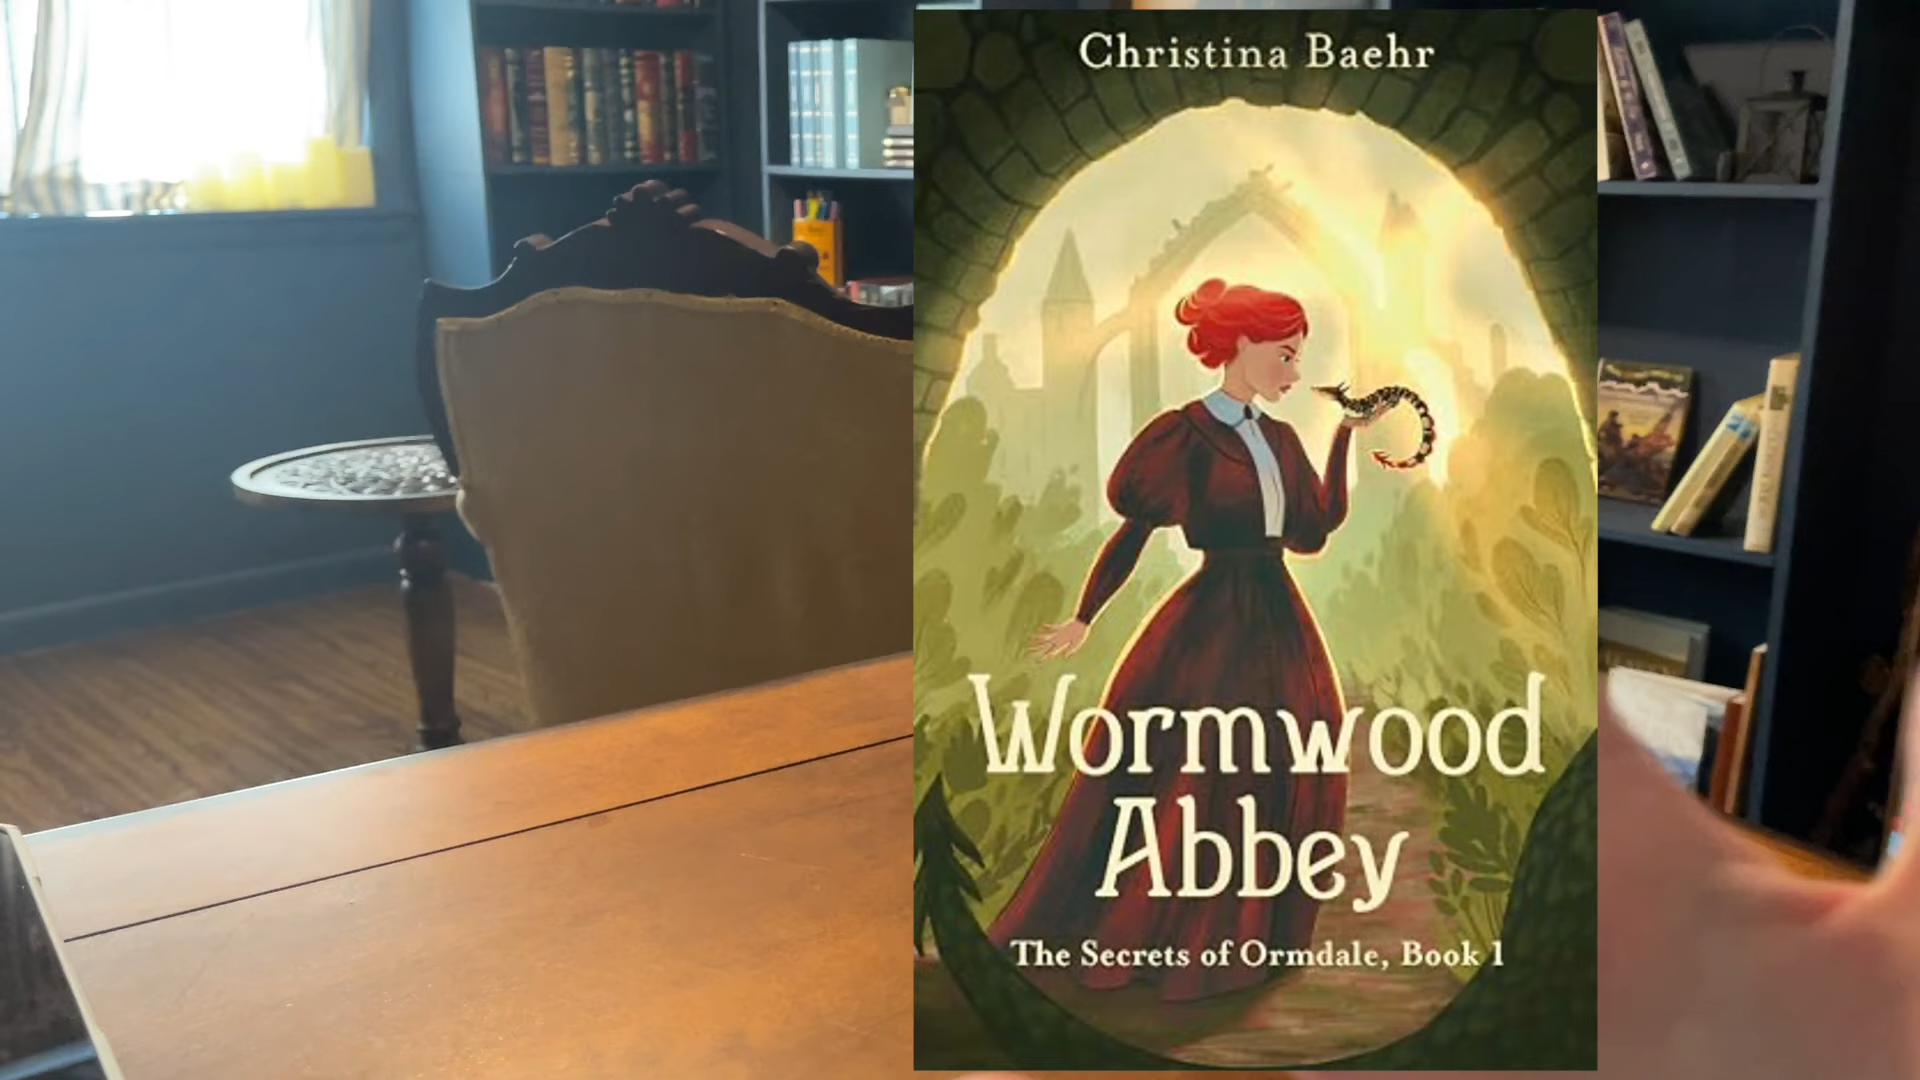 Christina Baehr
Wormwood
Abbey
The Secrets of Ormdale, Book 1